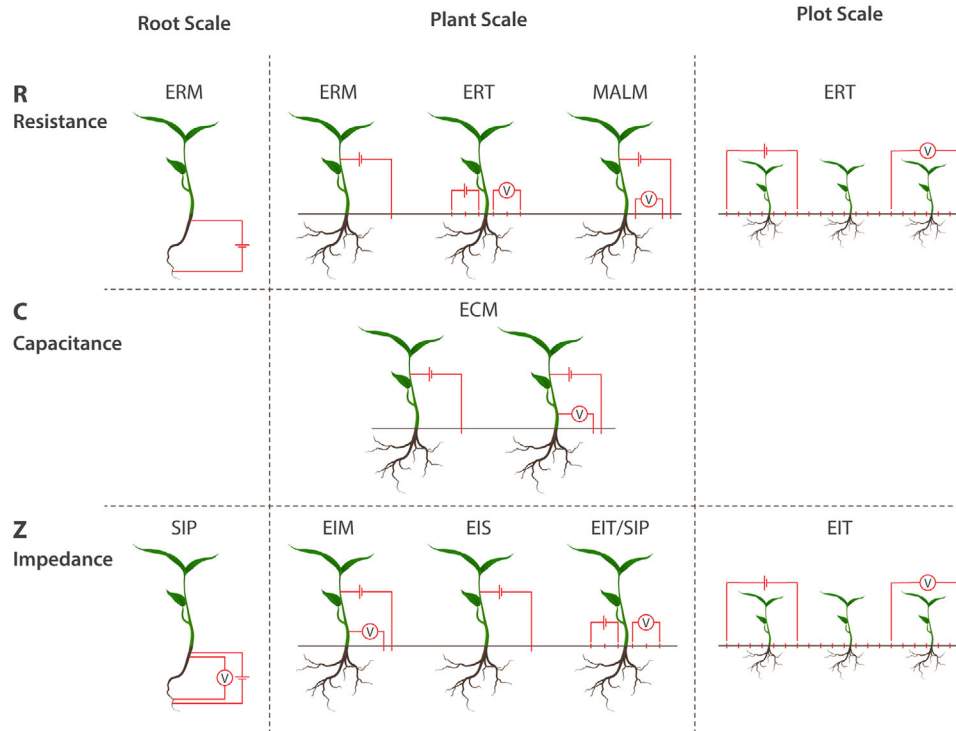 Root Scale
Plant Scale
Plot Scale
R
Resistance
ERM
ERM
ERT
MALM
ERT
V
V
V
C
Capacitance
ECM
V
Z
Impedance
SIP
EIM
EIS
EIT/SIP
EIT
V
V
V
V